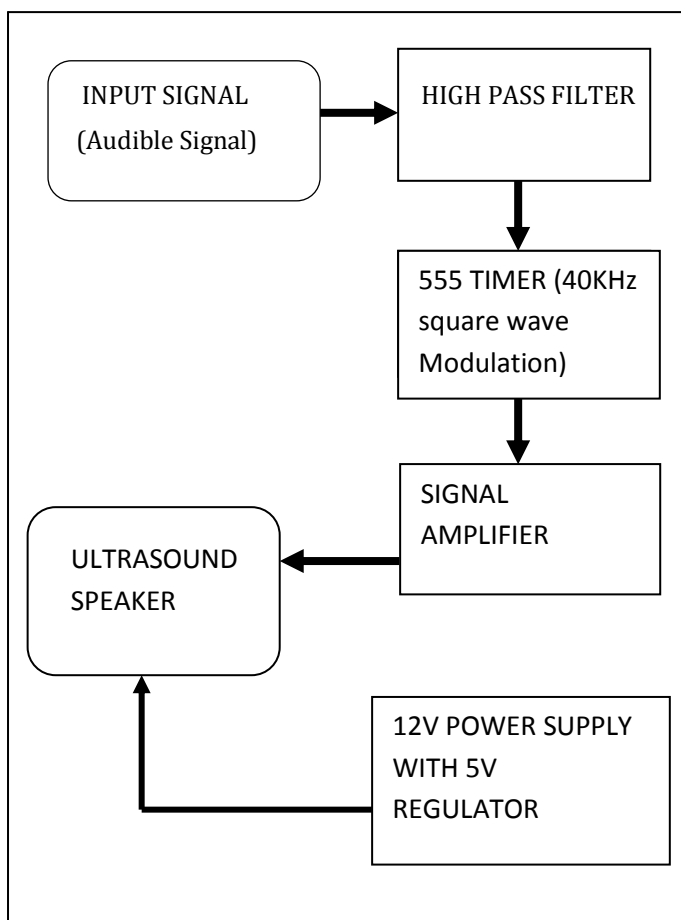 INPUT SIGNAL
(Audible Signal)
HIGH PASS FILTER
555 TIMER (40KHz
square wave
Modulation)
SIGNAL
AMPLIFIER
ULTRASOUND
SPEAKER
12V POWER SUPPLY
WITH 5V
REGULATOR